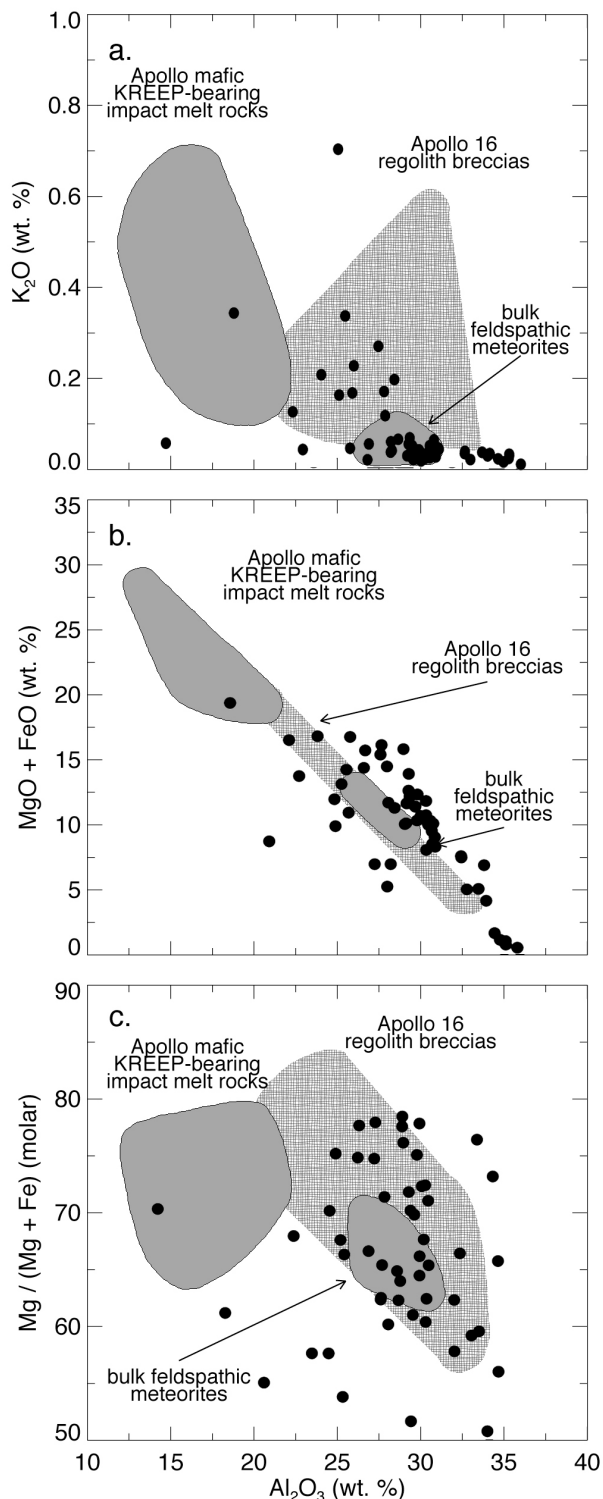 1.0
a.
Apollo mafic
KREEP-bearing
impact melt rocks
0.8
Apollo 16
regolith breccias
0.6
K2O (wt. %)
0.4
bulk
feldspathic
meteorites
0.2
0.0
35
b.
Apollo mafic
KREEP-bearing
impact melt rocks
30
25
Apollo 16
regolith breccias
20
MgO + FeO (wt. %)
15
bulk
feldspathic
meteorites
10
5
0
90
c.
Apollo 16
regolith breccias
Apollo mafic
KREEP-bearing
impact melt rocks
80
Mg / (Mg + Fe) (molar)
70
60
bulk feldspathic
meteorites
50
10 15 20 25 30 35 40
Al2O3 (wt. %)